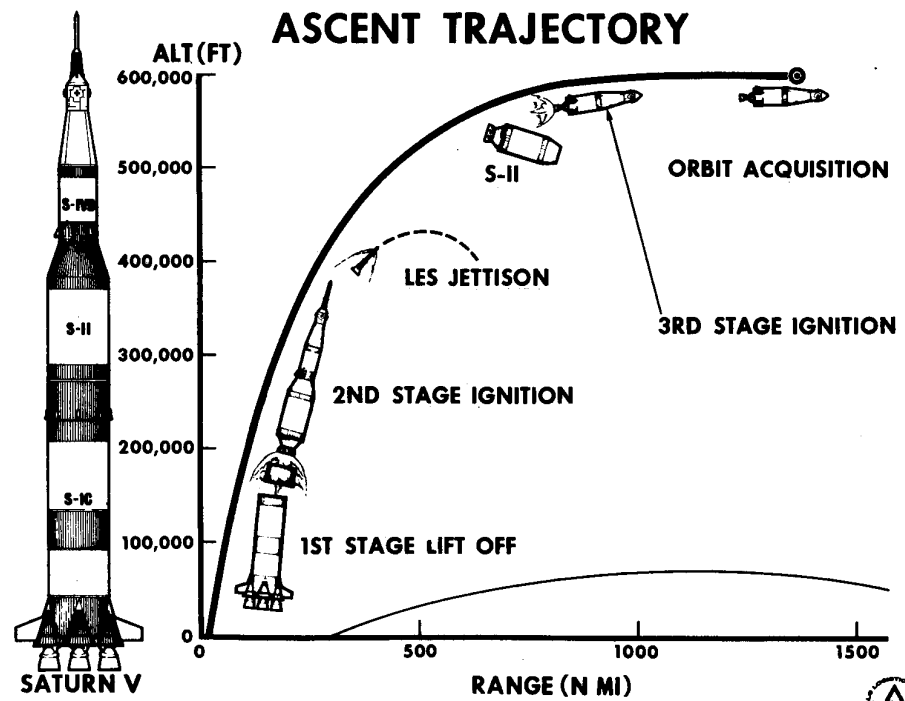 ASCENT TRAJECTORY
ALT (FT)
600,000
500,000
400,000
300,000
200,000
100,000
0
S-IVB
S-II
S-IC
SATURN V
S-II
ORBIT ACQUISITION
LES JETTISON
3RD STAGE IGNITION
2ND STAGE IGNITION
1ST STAGE LIFT OFF
0
500
1000
1500
RANGE (N MI)